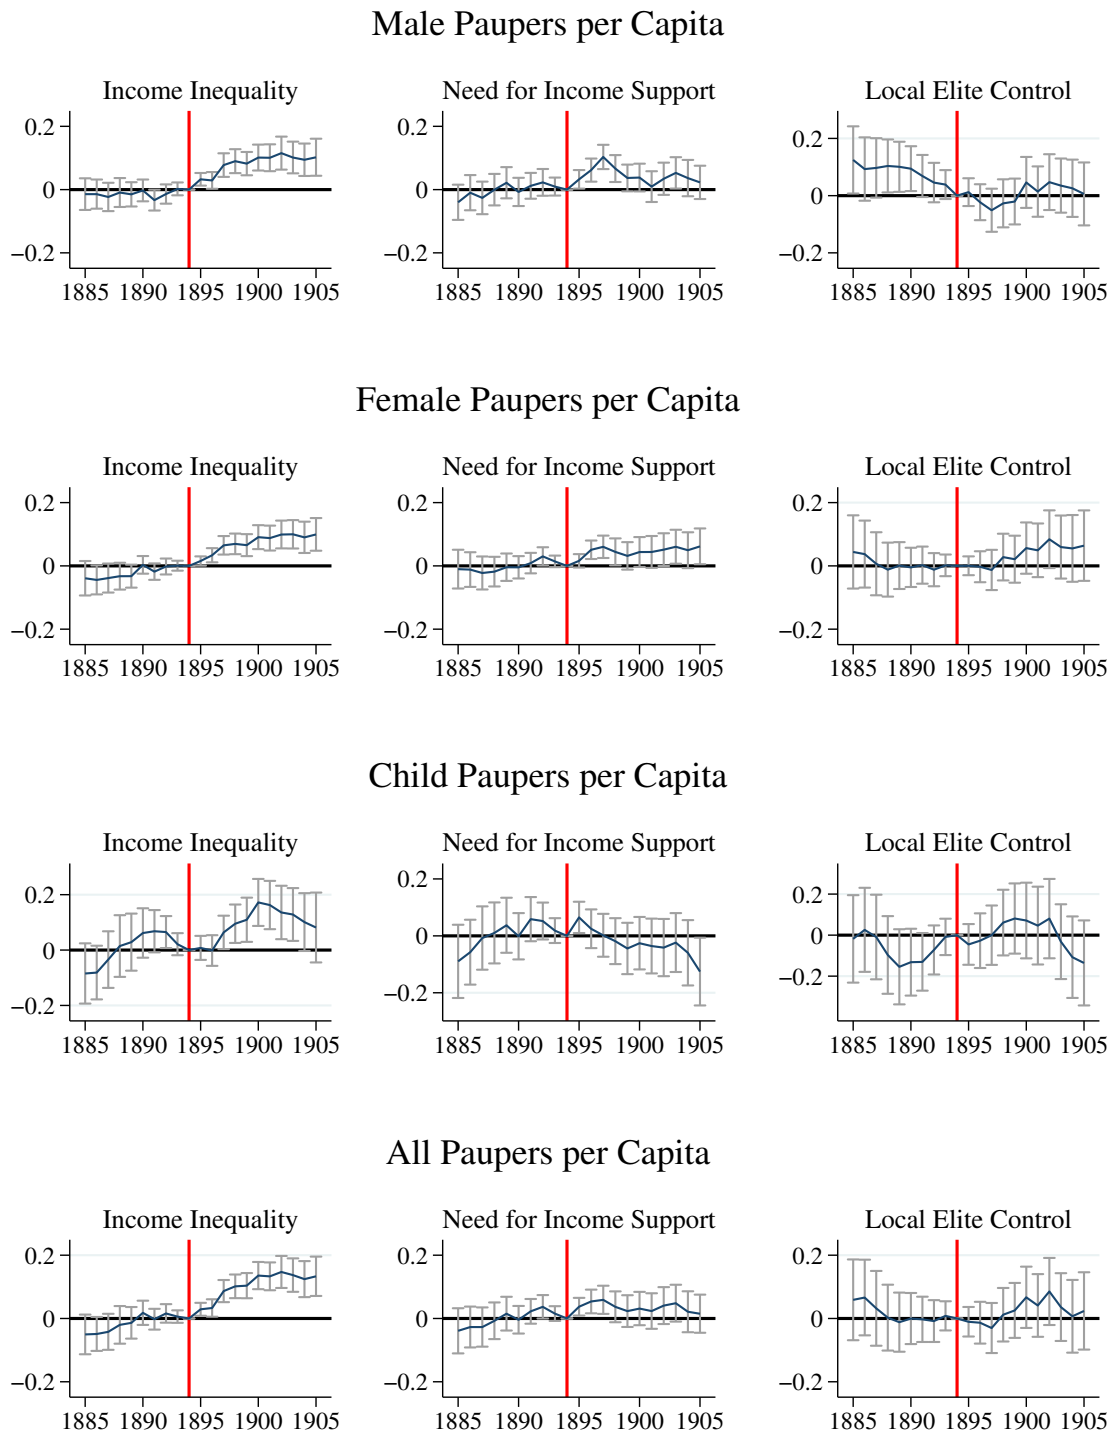 Male Paupers per Capita
Income Inequality Need for Income Support Local Elite Control
0.2 0.2 0.2
0 0 0
−0.2 −0.2 −0.2
1885 1890 1895 1900 1905 1885 1890 1895 1900 1905 1885 1890 1895 1900 1905
Female Paupers per Capita
Income Inequality Need for Income Support Local Elite Control
0.2 0.2 0.2
0 0 0
−0.2 −0.2 −0.2
1885 1890 1895 1900 1905 1885 1890 1895 1900 1905 1885 1890 1895 1900 1905
Child Paupers per Capita
Income Inequality Need for Income Support Local Elite Control
0.2 0.2 0.2
0 0 0
−0.2 −0.2 −0.2
1885 1890 1895 1900 1905 1885 1890 1895 1900 1905 1885 1890 1895 1900 1905
All Paupers per Capita
Income Inequality Need for Income Support Local Elite Control
0.2 0.2 0.2
0 0 0
−0.2 −0.2 −0.2
1885 1890 1895 1900 1905 1885 1890 1895 1900 1905 1885 1890 1895 1900 1905